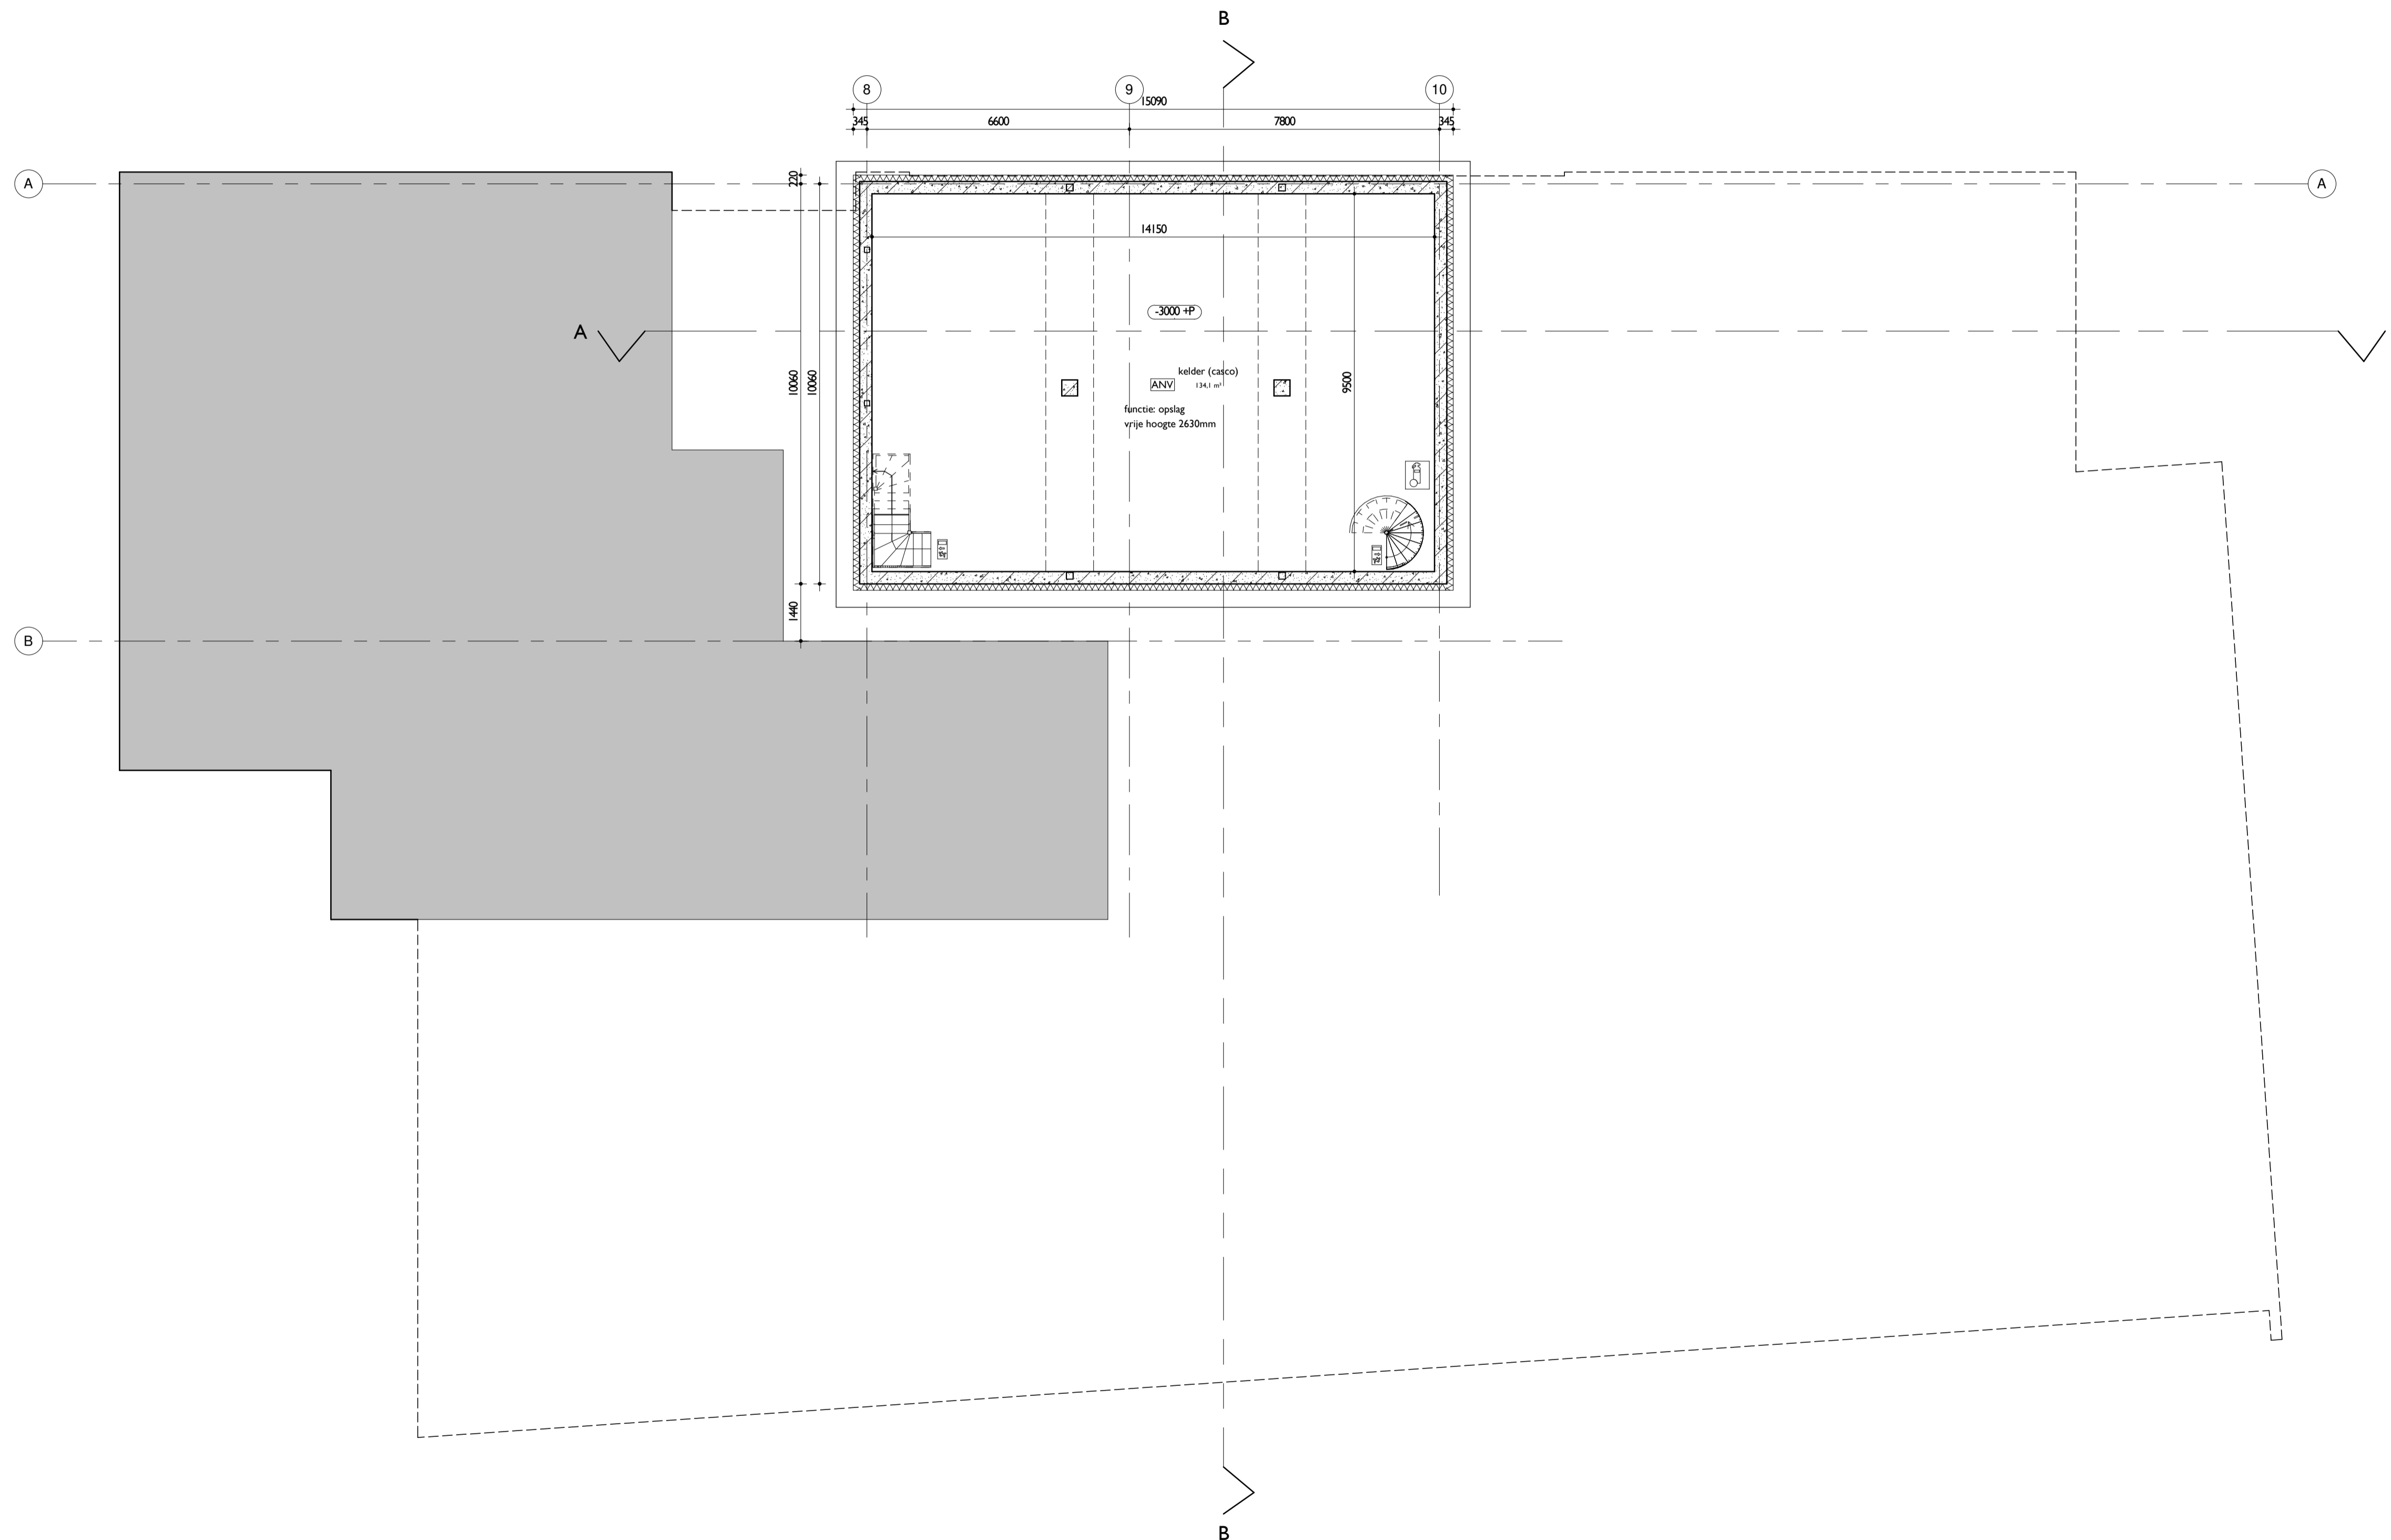 B
8
9
10
15090
345
6600
7800
345
A
220
A
14150
-3000 +P
A
10060
10060
kelder (casco)
ANV
134,1 m²
9500
functie: opslag
vrije hoogte 2630mm
1440
B
B